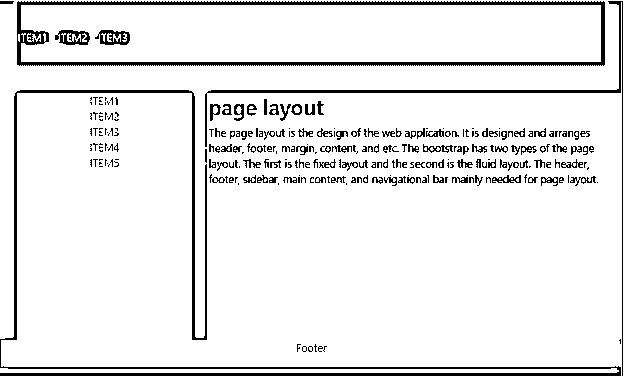 ITEM1 ITEM2 ITEM3
ITEM1
ITEM2
ITEM3
ITEM4
ITEM5
page layout
The page layout is the design of the web application. It is designed and arranges
header, footer, margin, content, and etc. The bootstrap has two types of the page
layout. The first is the fixed layout and the second is the fluid layout. The header,
footer, sidebar, main content, and navigational bar mainly needed for page layout.
Footer